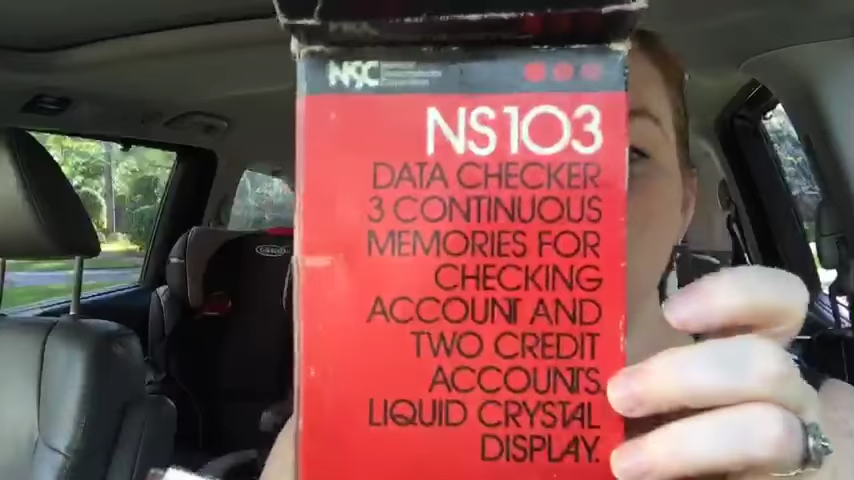 NSC
NS103
DATA CHECKER
3 CONTINUOUS
MEMORIES FOR
CHECKING
ACCOUNT AND
TWO CREDIT
ACCOUNTS.
LIQUID CRYSTAL
DISPLAY.